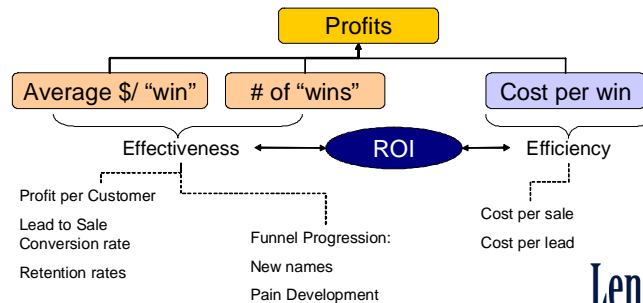 Profits
Average $/ “win”
# of “wins”
Cost per win
Effectiveness
ROI
Efficiency
Profit per Customer
Lead to Sale
Conversion rate
Retention rates
Funnel Progression:
New names
Pain Development
Cost per sale
Cost per lead